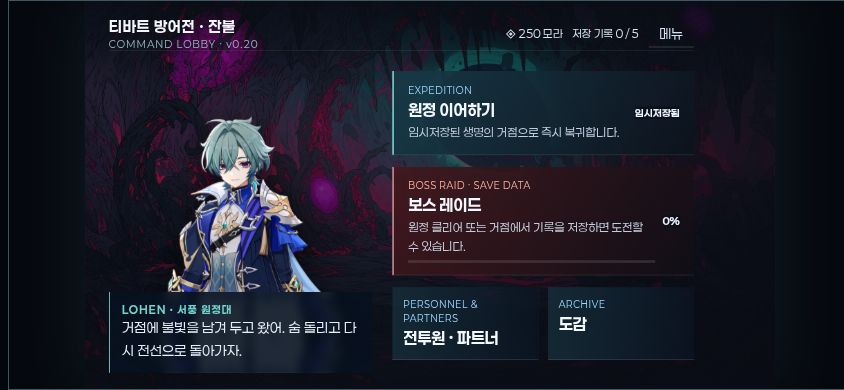 티바트 방어전 · 잔불
COMMAND LOBBY · v0.20
◈ 250 모라 저장 기록 0 / 5 메뉴
EXPEDITION
원정 이어하기
임시저장됨
임시저장된 생명의 거점으로 즉시 복귀합니다.
BOSS RAID · SAVE DATA
보스 레이드
원정 클리어 또는 거점에서 기록을 저장하면 도전할
수 있습니다.
0%
LOHEN · 서풍 원정대
거점에 불빛을 남겨 두고 왔어. 숨 돌리고 다
시 전선으로 돌아가자.
PERSONNEL &
PARTNERS
전투원 · 파트너
ARCHIVE
도감